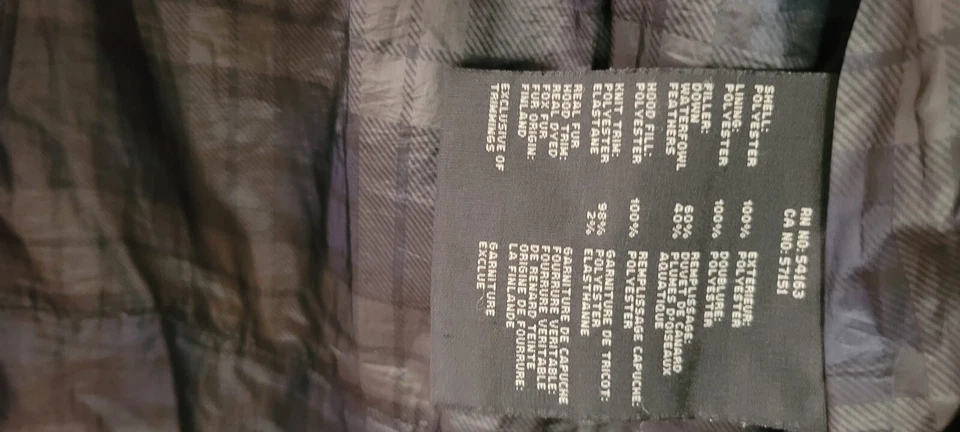 RN NO: 54163
CA NO: 57151
SHELL: EXTERIEUR:
POLYESTER 100% POLYESTER
LINING: DOUBLURE:
POLYESTER 100% POLYESTER
FILLER: REMPLISSAGE:
DOWN 60% DUVET DE CANARD
WATERFOWL 40% PLUMES D'OISEAUX
FEATHERS AQUATIQUE
HOOD FILL: REMPLISSAGE CAPUCHE:
POLYESTER 100% POLYESTER
KNIT TRIM: GARNITURE DE TRICOT:
POLYESTER 98% POLYESTER
ELASTANE 2% ELASTHANNE
REAL FUR GARNITURE DE CAPUCHE
HOOD TRIM: FOURRURE VERITABLE:
REAL DYED FOURRURE VERITABLE
FOX FUR DE RENARD TEINTE
FUR ORIGIN: ORIGINE DE FOURRURE:
FINLAND LA FINLANDE
EXCLUSIVE OF GARNITURE
TRIMMINGS EXCLUE